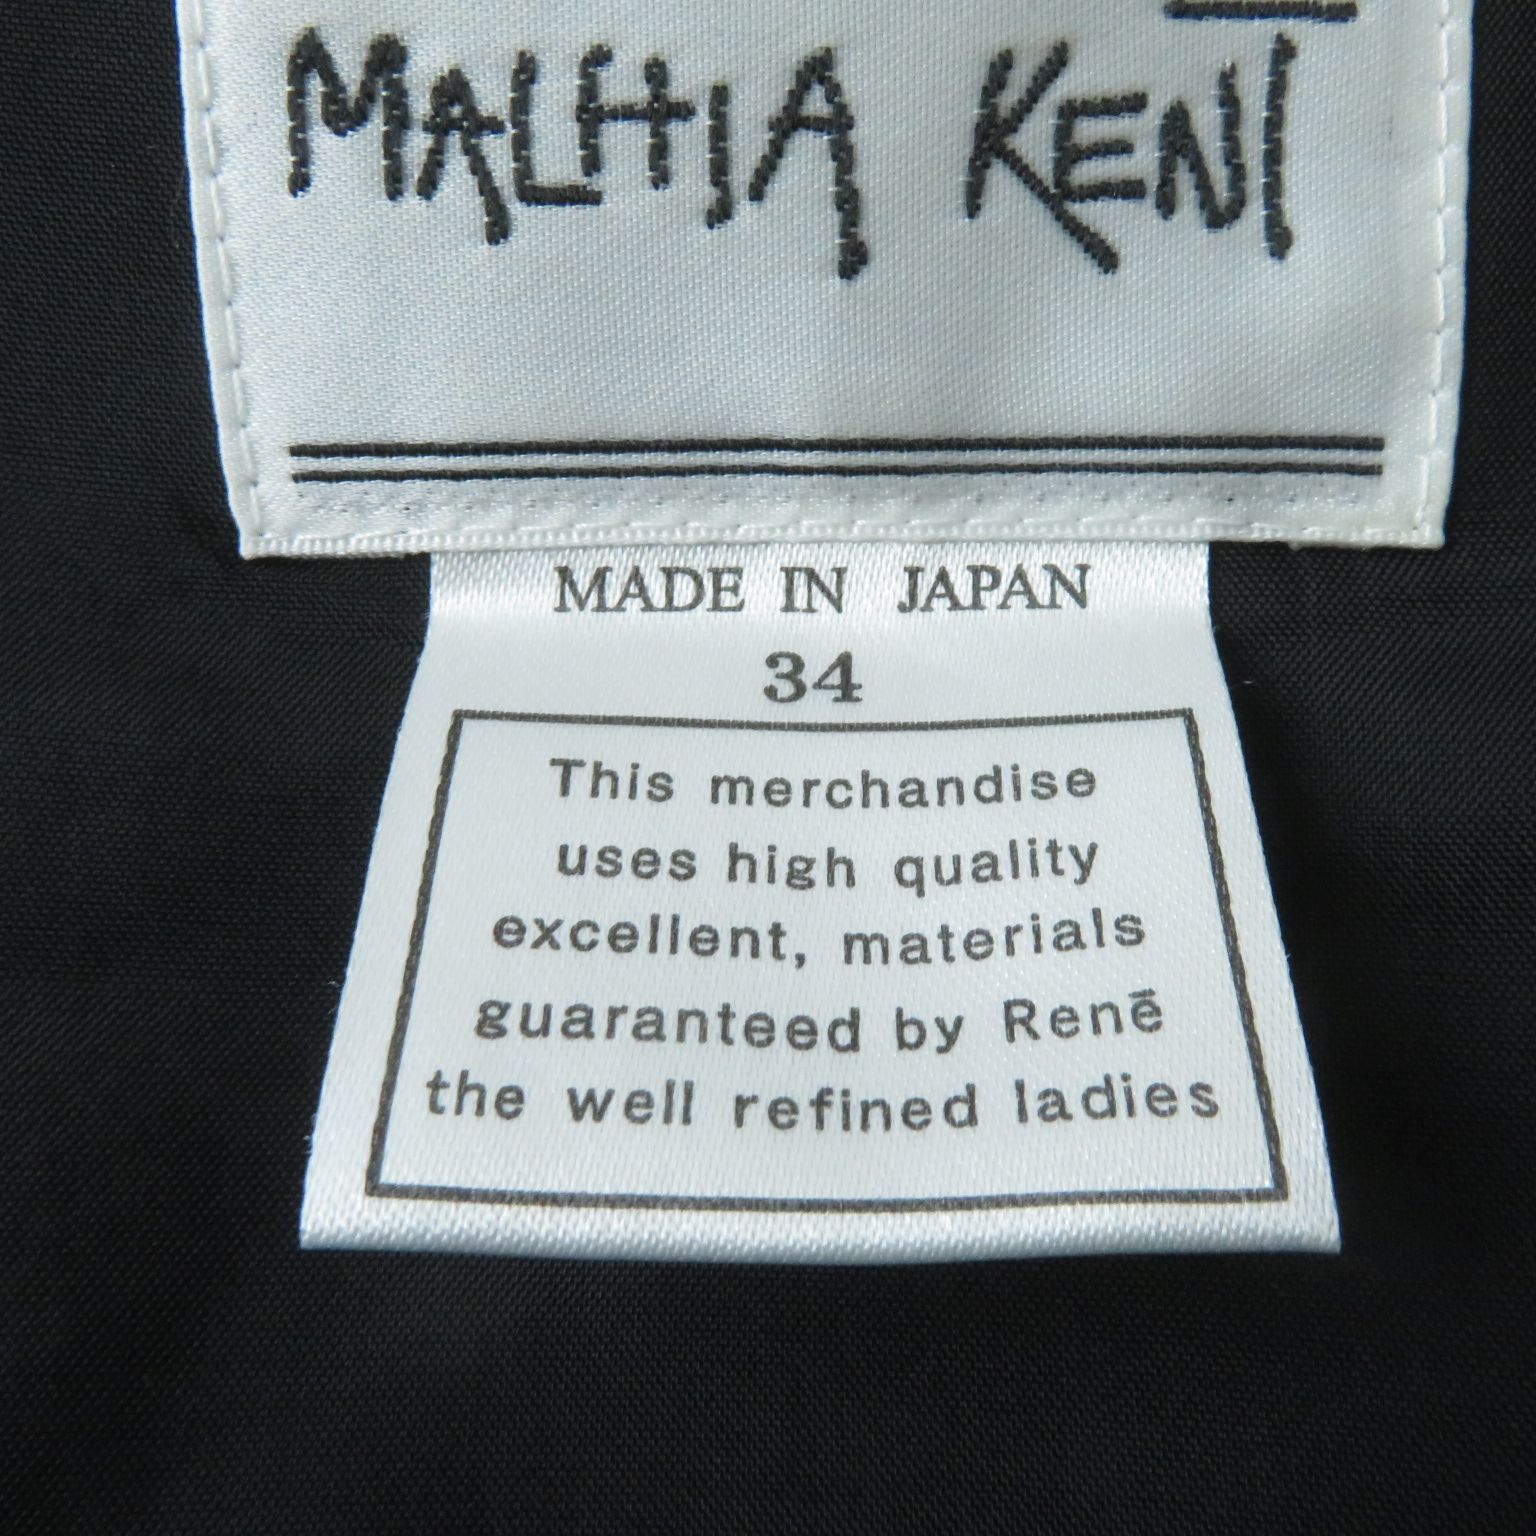 MALHIA KENT
MADE IN JAPAN
34
This merchandise
uses high quality
excellent, materials
guaranteed by Renē
the well refined ladies